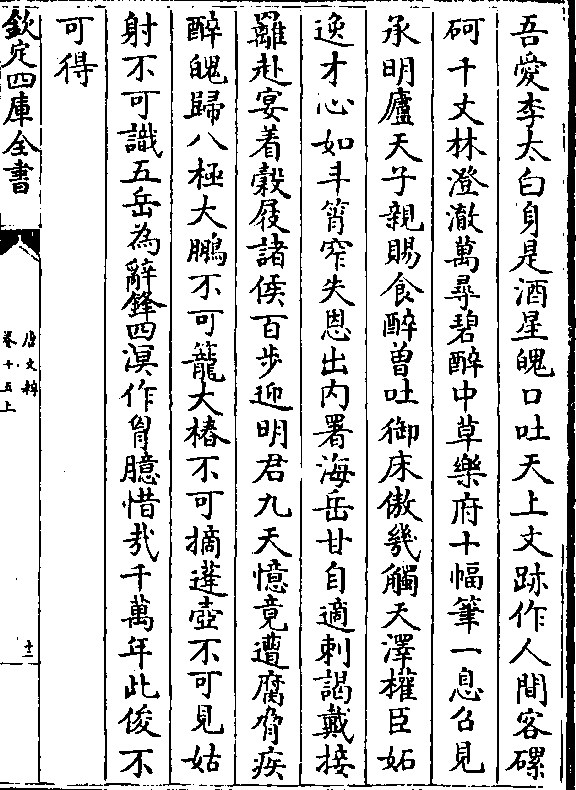 吾愛李太白身是酒星魄口吐天上文跡作人間客磥
砢千丈林澄澈萬尋碧醉中草樂府十幅筆一息召見
承明廬天子親賜食醉曾吐御床傲幾觸天澤權臣妬
逸才心如斗筲窄失恩出内署海岳甘自適刺謁戴接
䍦赴宴着榖屐諸侯百步迎明君九天憶竟遭腐脅疾
醉魄歸八極大鵬不可籠大椿不可摘蓬壺不可見姑
射不可識五岳為辭鋒四溟作胷臆惜哉千萬年此俊不
可得
欽定四庫全書
唐文粹
卷十五上
十二